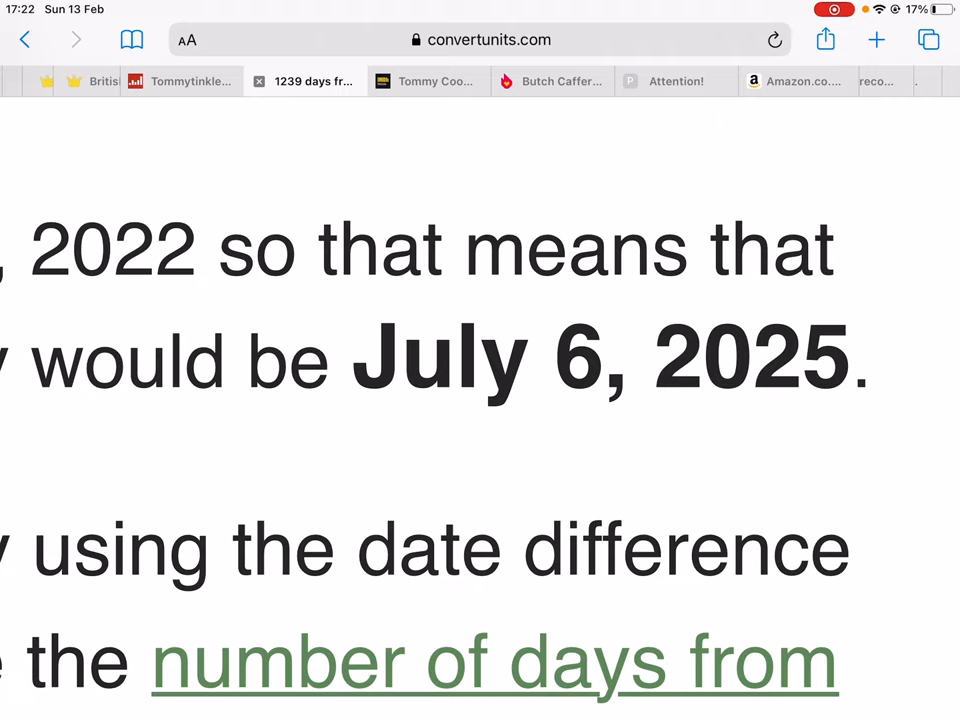 17:22 Sun 13 Feb 17%
AA convertunits.com
Britis Tommytinkle... 1239 days fr... Tommy Coo... Butch Caffer... Attention! Amazon.co.... reco...
, 2022 so that means that
would be July 6, 2025.
using the date difference
the number of days from